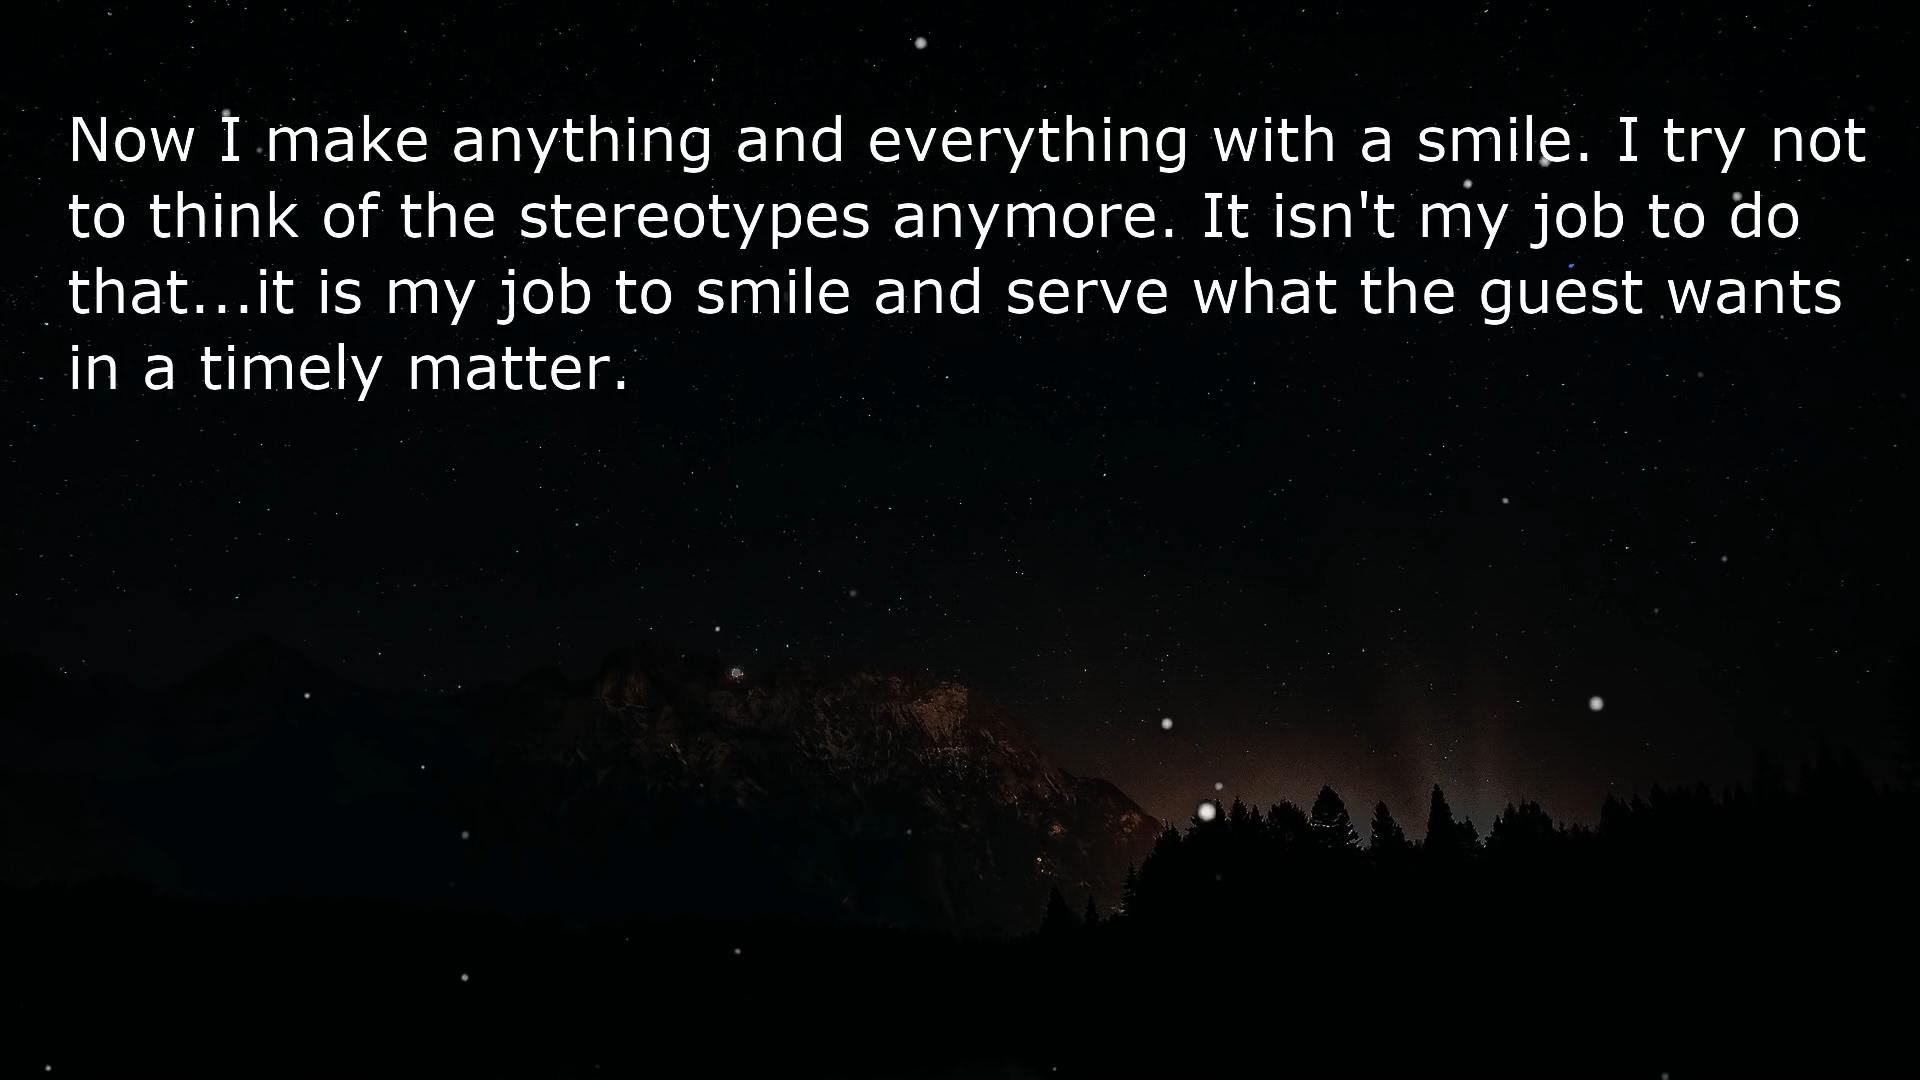 Now I make anything and everything with a smile. I try not
to think of the stereotypes anymore. It isn't my job to do
that...it is my job to smile and serve what the guest wants
in a timely matter.